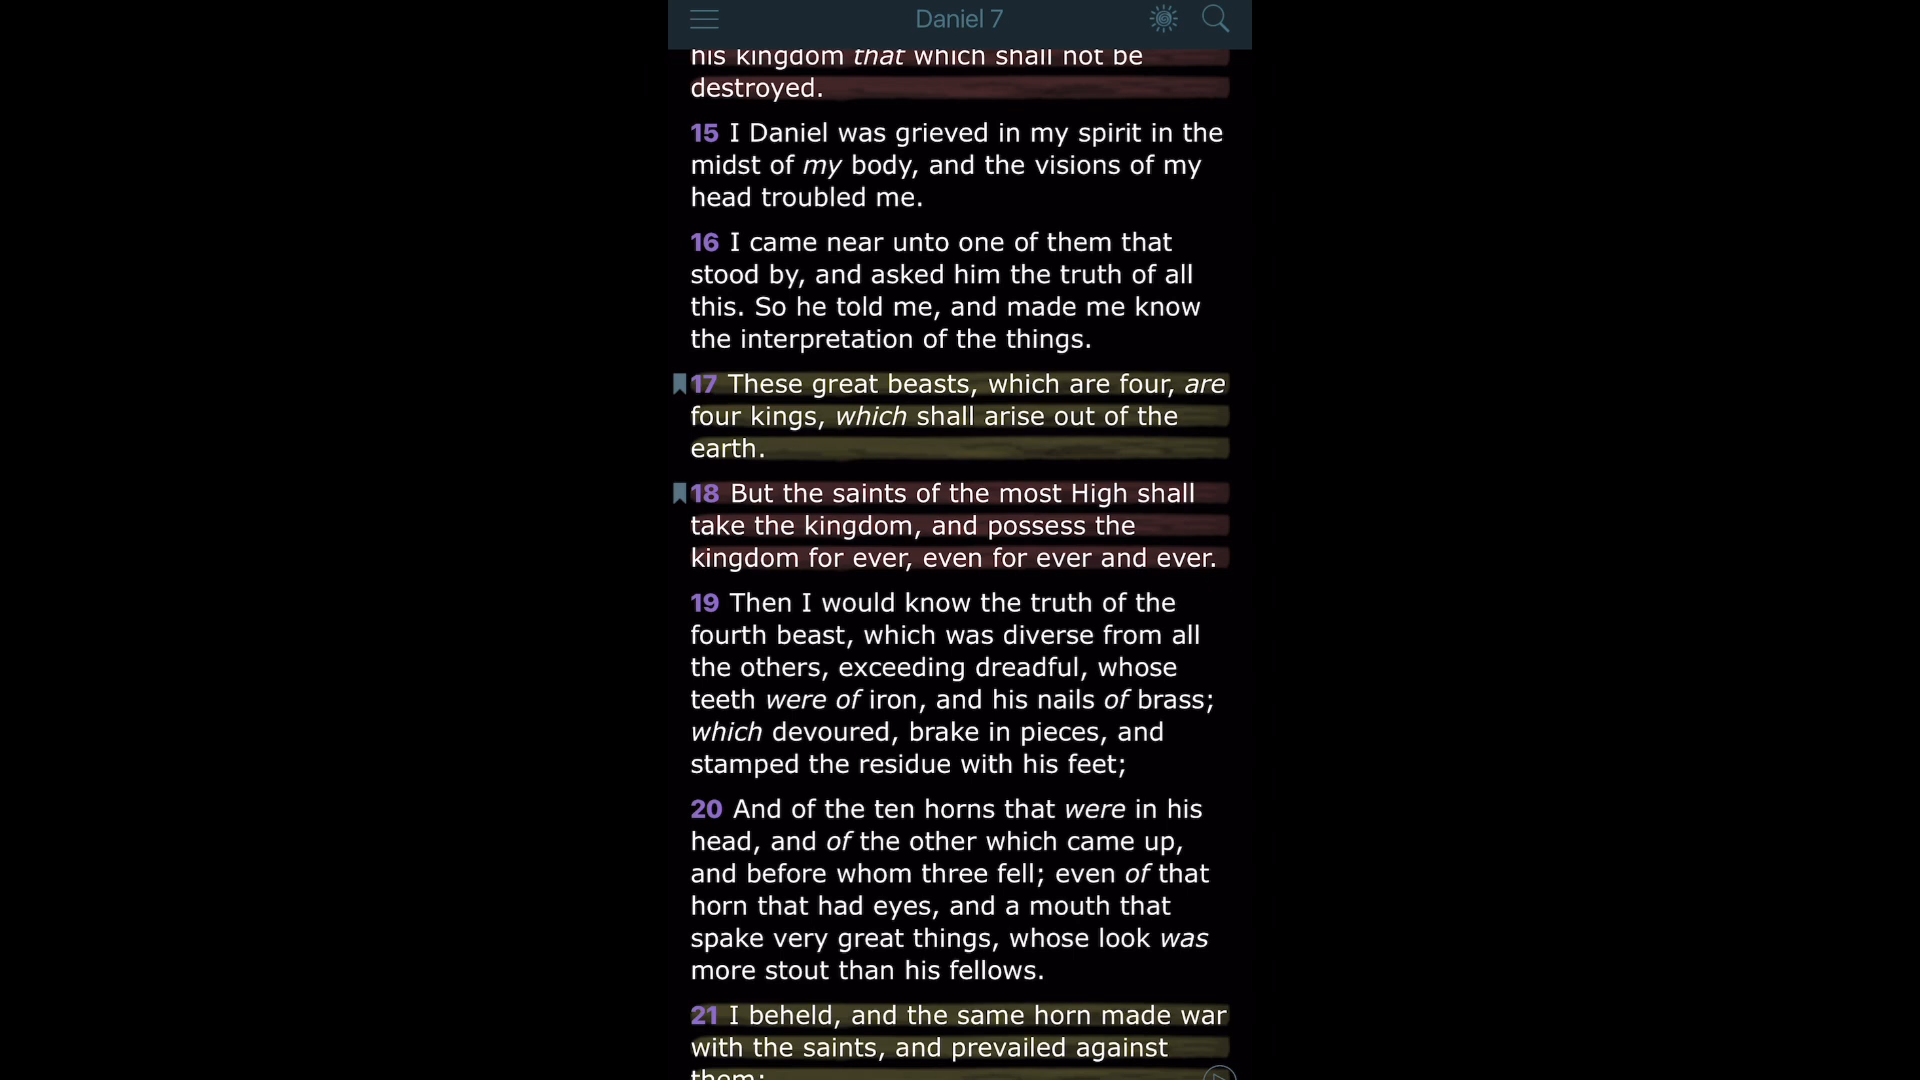 Daniel 7
his kingdom that which shall not be
destroyed.
15 I Daniel was grieved in my spirit in the
midst of my body, and the visions of my
head troubled me.
16 I came near unto one of them that
stood by, and asked him the truth of all
this. So he told me, and made me know
the interpretation of the things.
17 These great beasts, which are four, are
four kings, which shall arise out of the
earth.
18 But the saints of the most High shall
take the kingdom, and possess the
kingdom for ever, even for ever and ever.
19 Then I would know the truth of the
fourth beast, which was diverse from all
the others, exceeding dreadful, whose
teeth were of iron, and his nails of brass;
which devoured, brake in pieces, and
stamped the residue with his feet;
20 And of the ten horns that were in his
head, and of the other which came up,
and before whom three fell; even of that
horn that had eyes, and a mouth that
spake very great things, whose look was
more stout than his fellows.
21 I beheld, and the same horn made war
with the saints, and prevailed against
them;